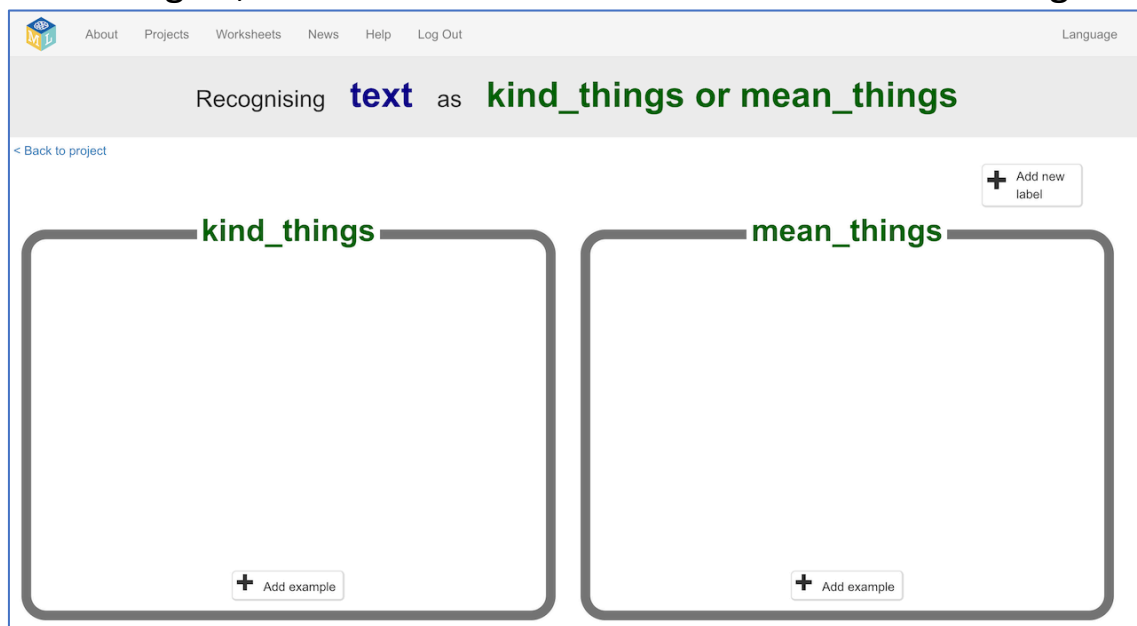 ML
About Projects Worksheets News Help Log Out Language
Recognising text as kind_things or mean_things
< Back to project
Add new
label
kind_things mean_things
Add example Add example